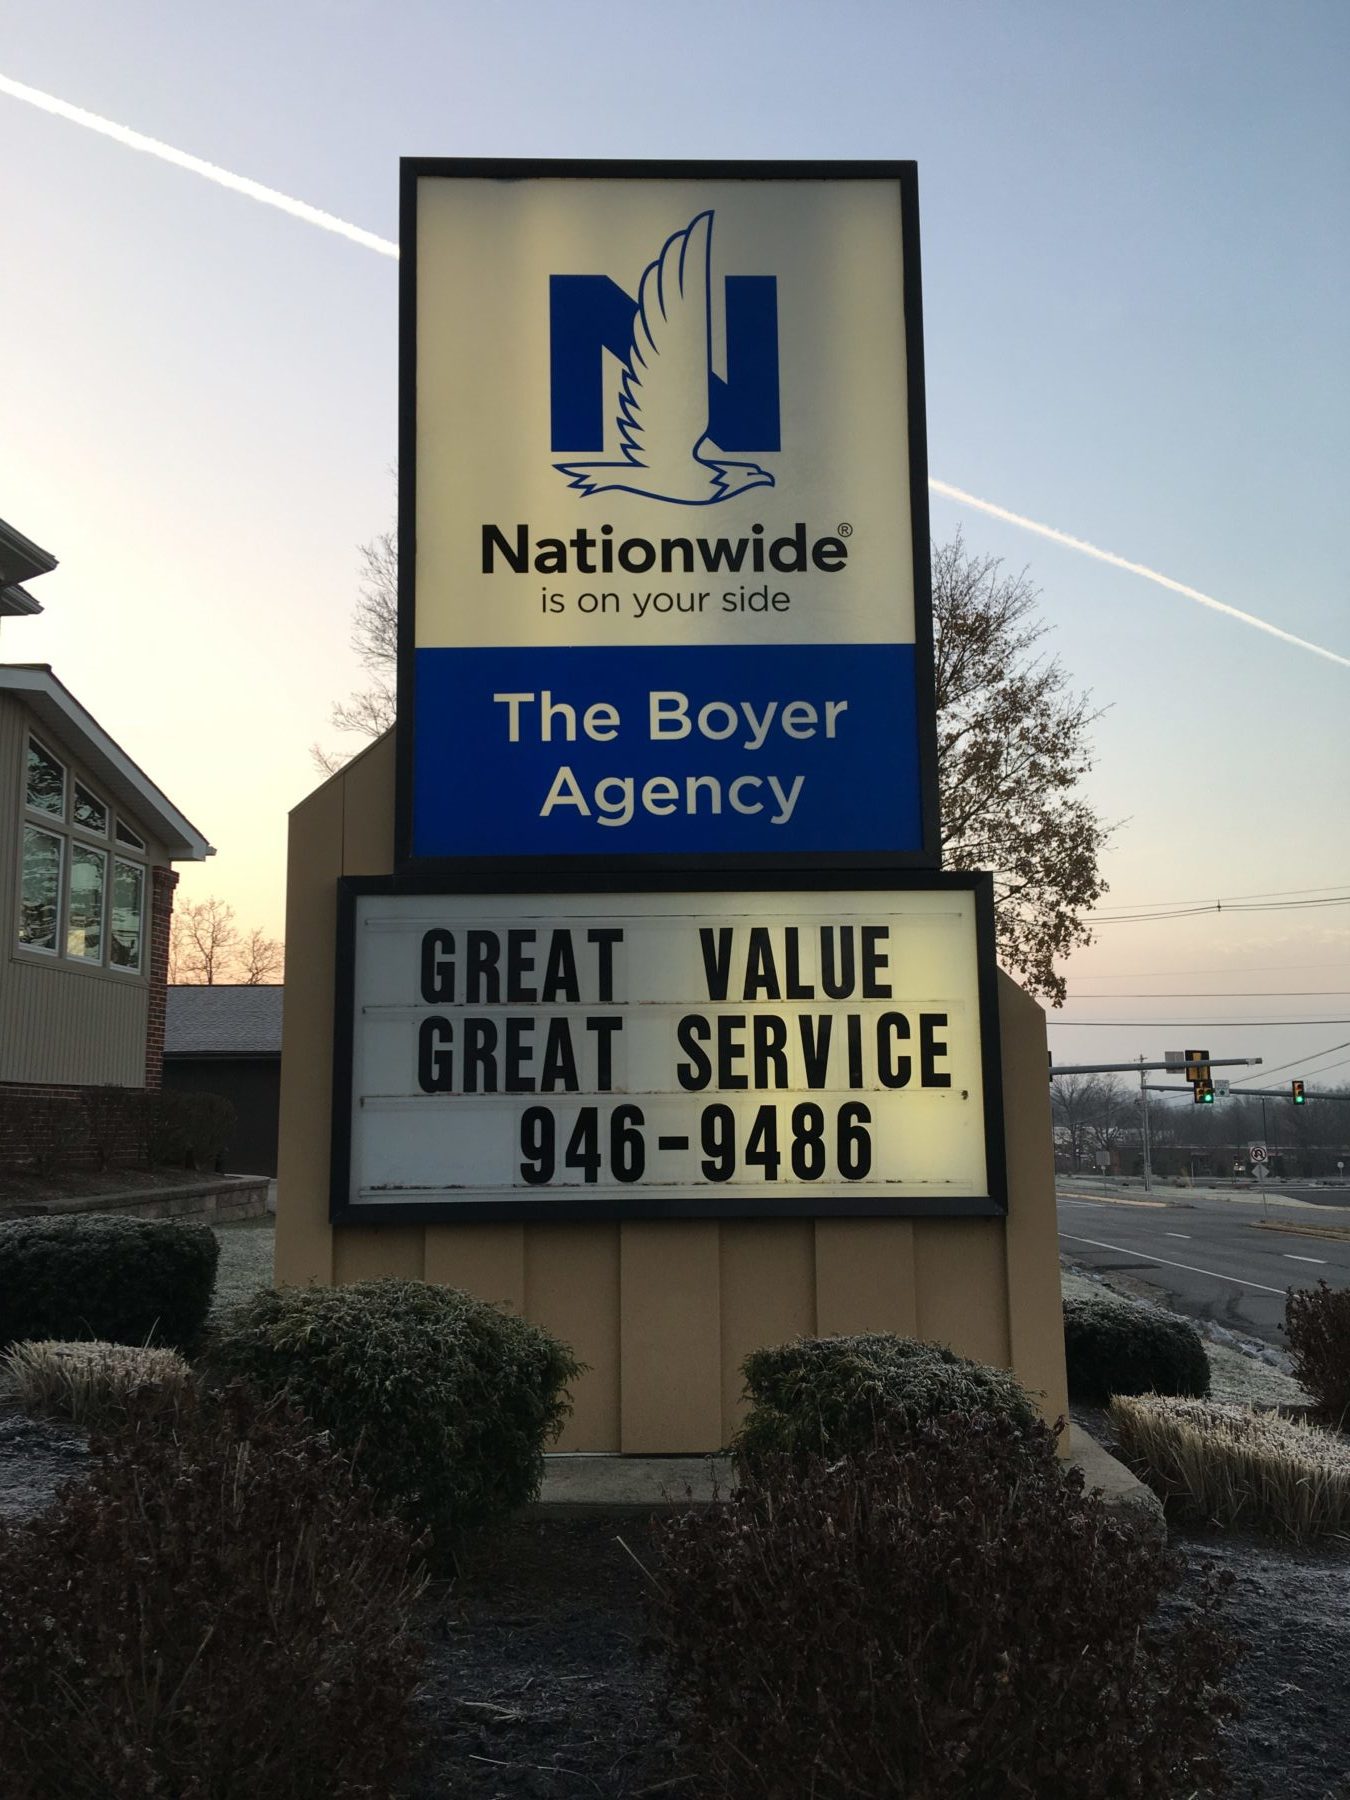 N
Nationwide®
is on your side
The Boyer
Agency
GREAT VALUE
GREAT SERVICE
946-9486